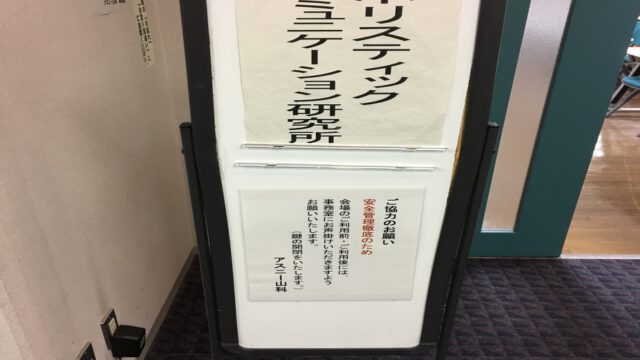 ホリスティック
ミュニケーション研究所
ご協力のお願い
安全管理徹底のため
会場のご利用前・ご利用後には、
事務室にお声掛けいただきますよう
お願いいたします。
(鍵の開閉をいたします。)
アスニー山科